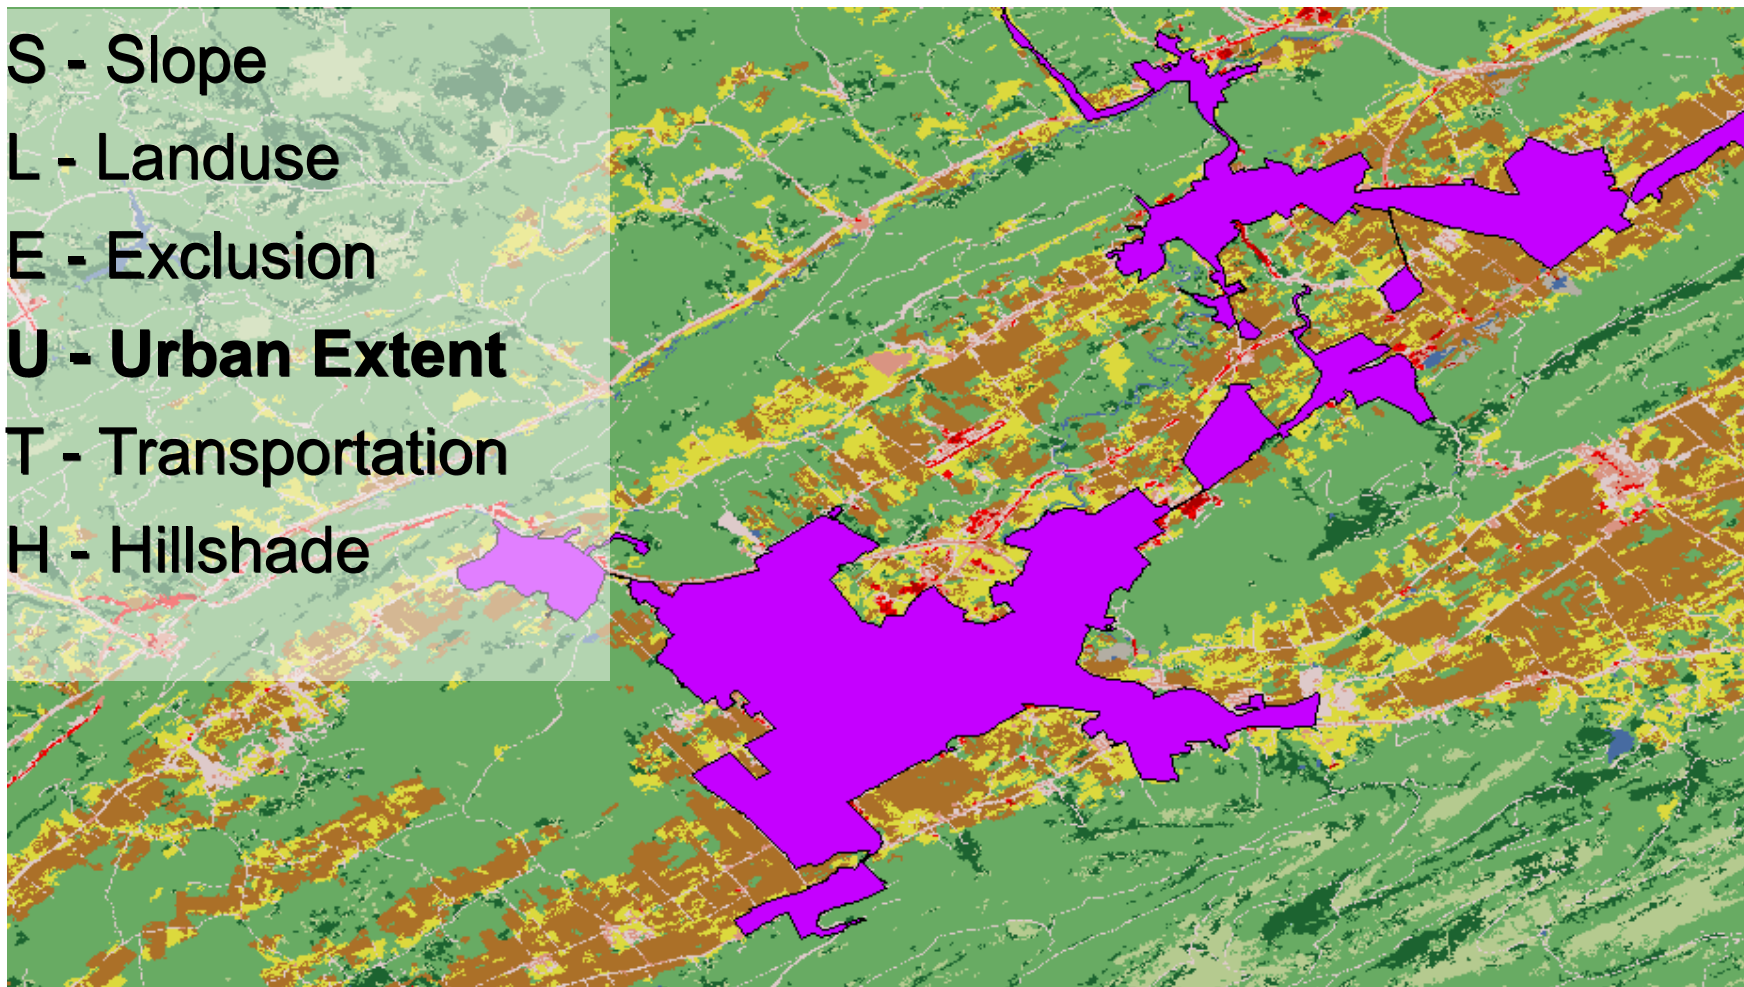 S - Slope
L - Landuse
E - Exclusion
U - Urban Extent
T - Transportation
H - Hillshade